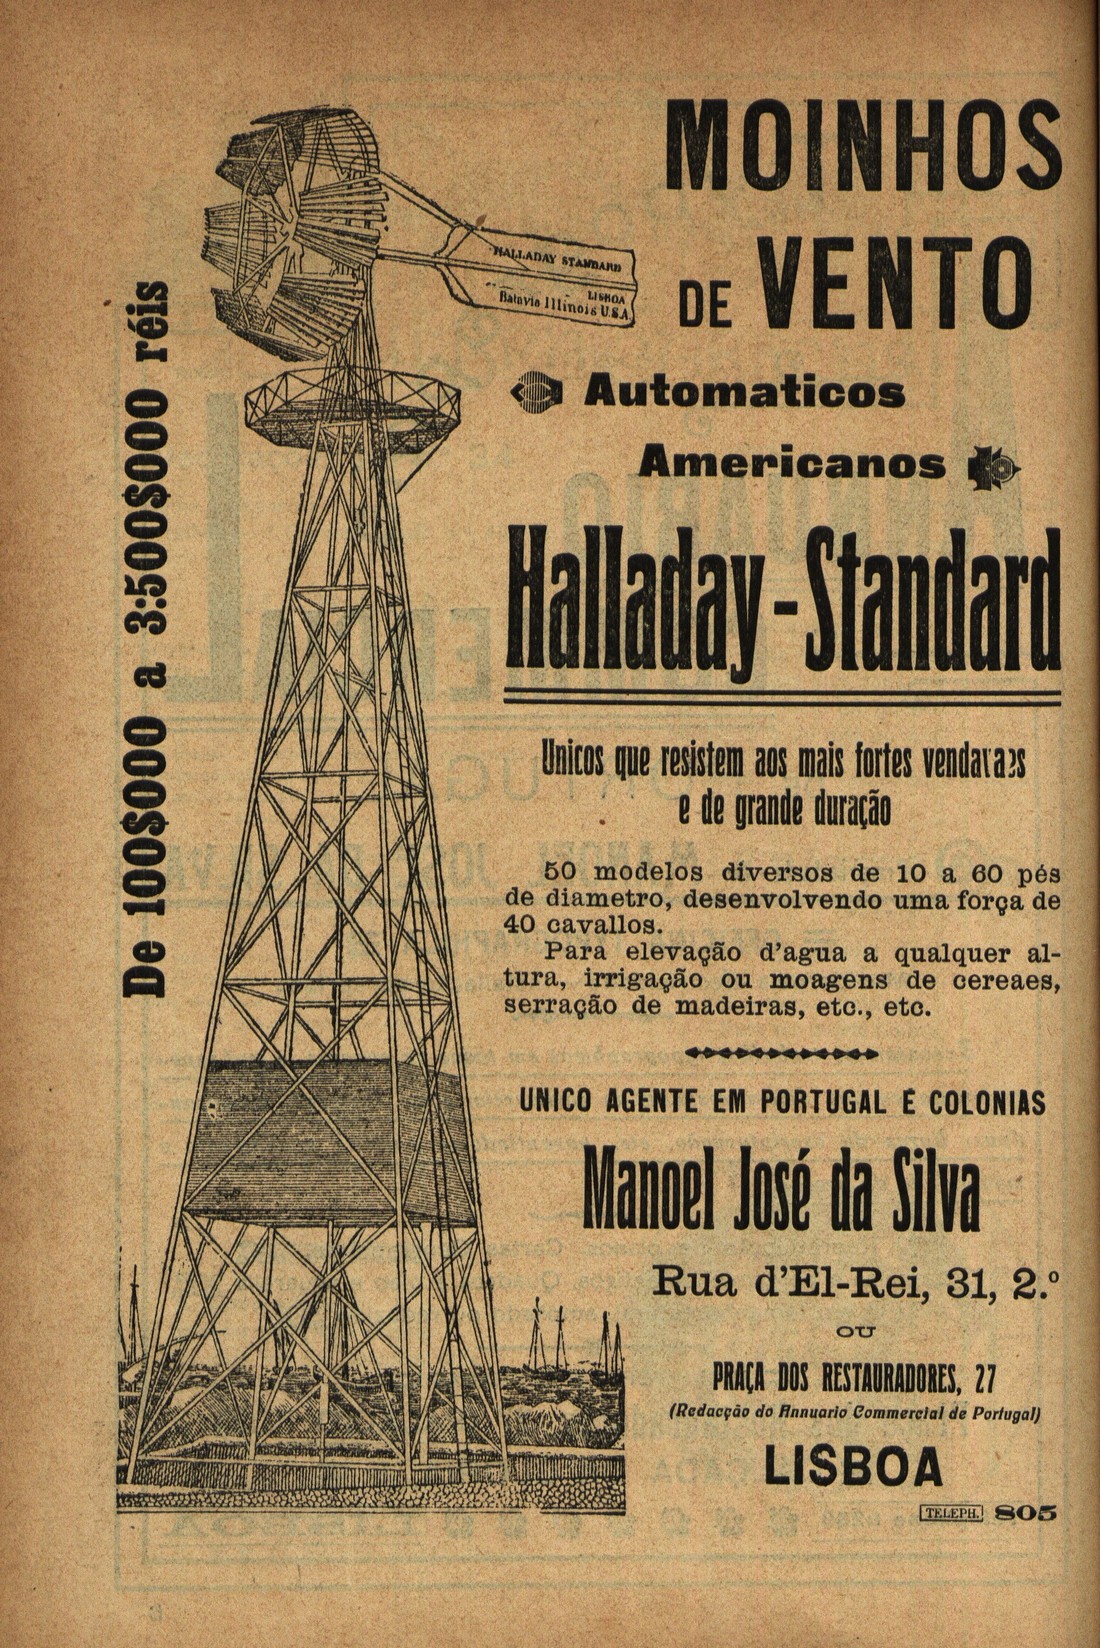 MOINHOS
DE VENTO
Automaticos
Americanos
Halladay-Standard
HALLADAY STANDARD
LISBOA
Batavia Illinois U.S.A.
De 100$000 a 3:500$000 réis
Unicos que resistem aos mais fortes vendavaes
e de grande duração
50 modelos diversos de 10 a 60 pés
de diametro, desenvolvendo uma força de
40 cavallos.
Para elevação d'agua a qualquer al-
tura, irrigação ou moagens de cereaes,
serração de madeiras, etc., etc.
UNICO AGENTE EM PORTUGAL E COLONIAS
Manoel José da Silva
Rua d'El-Rei, 31, 2.º
OU
PRAÇA DOS RESTAURADORES, 27
(Redacção do Annuario Commercial de Portugal)
LISBOA
TELEPH. 805